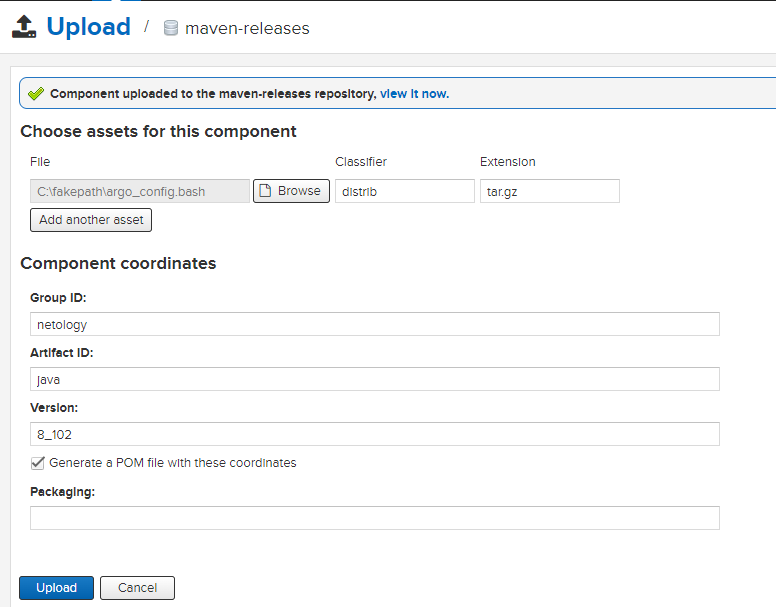 Upload / maven-releases
Component uploaded to the maven-releases repository, view it now.
Choose assets for this component
File Classifier Extension
C:\fakepath\argo_config.bash Browse distrib tar.gz
Add another asset
Component coordinates
Group ID:
netology
Artifact ID:
java
Version:
8_102
Generate a POM file with these coordinates
Packaging:
Upload Cancel